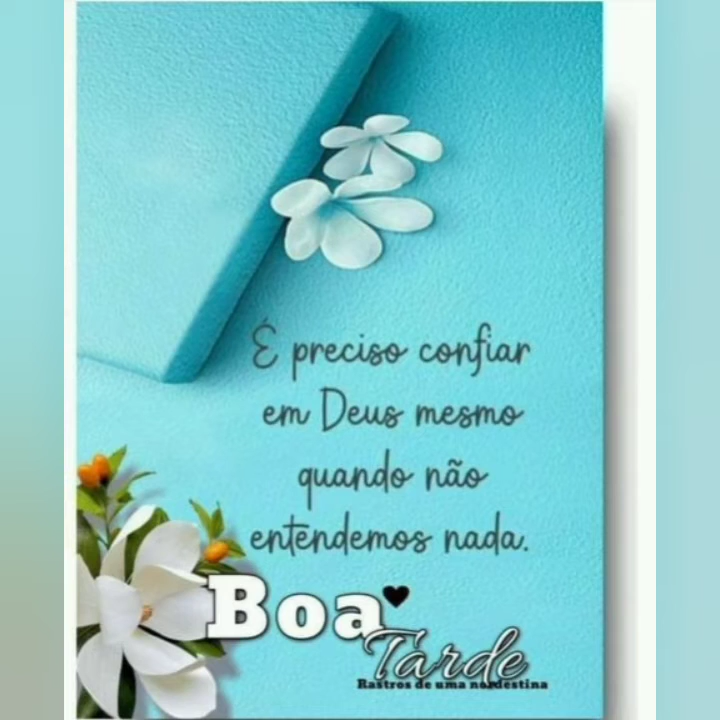 É preciso confiar
em Deus mesmo
quando não
entendemos nada.
Boa
Tarde
Rastros de uma nordestina